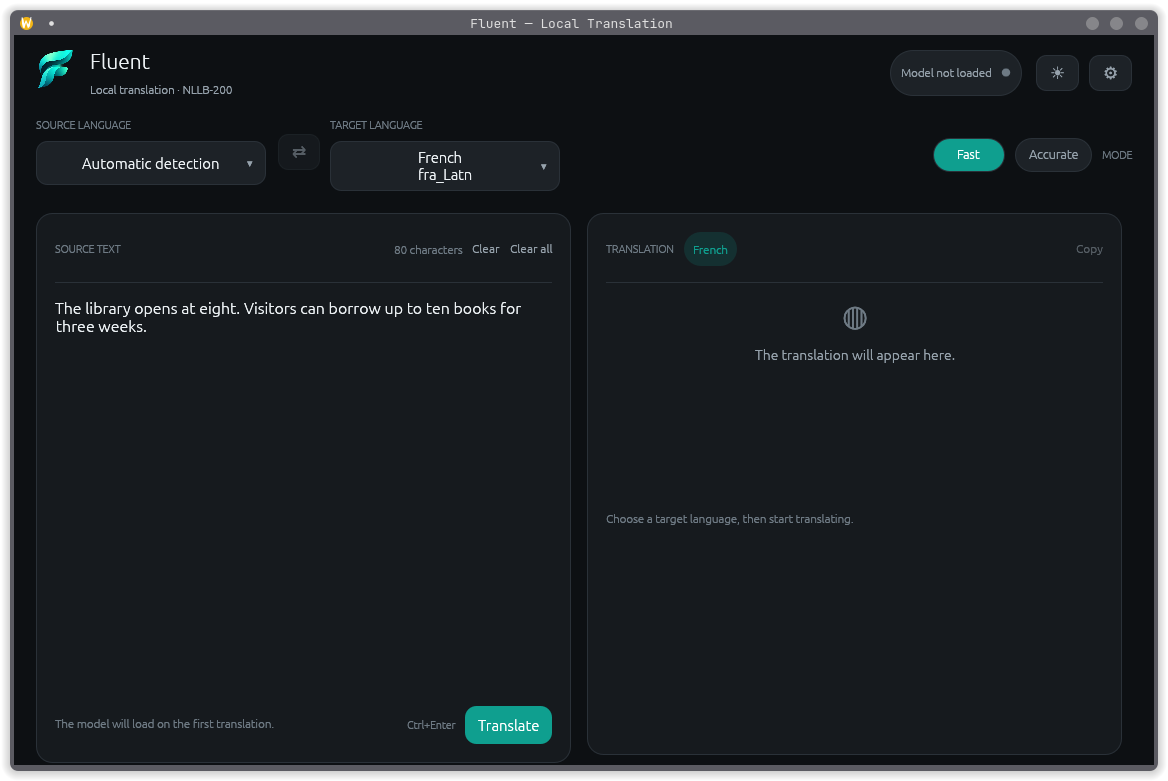 Fluent — Local Translation
Fluent
Local translation · NLLB-200
Model not loaded
SOURCE LANGUAGE
TARGET LANGUAGE
Automatic detection
French
fra_Latn
Fast
Accurate
MODE
SOURCE TEXT
80 characters
Clear
Clear all
The library opens at eight. Visitors can borrow up to ten books for
three weeks.
The model will load on the first translation.
Ctrl+Enter
Translate
TRANSLATION
French
Copy
The translation will appear here.
Choose a target language, then start translating.